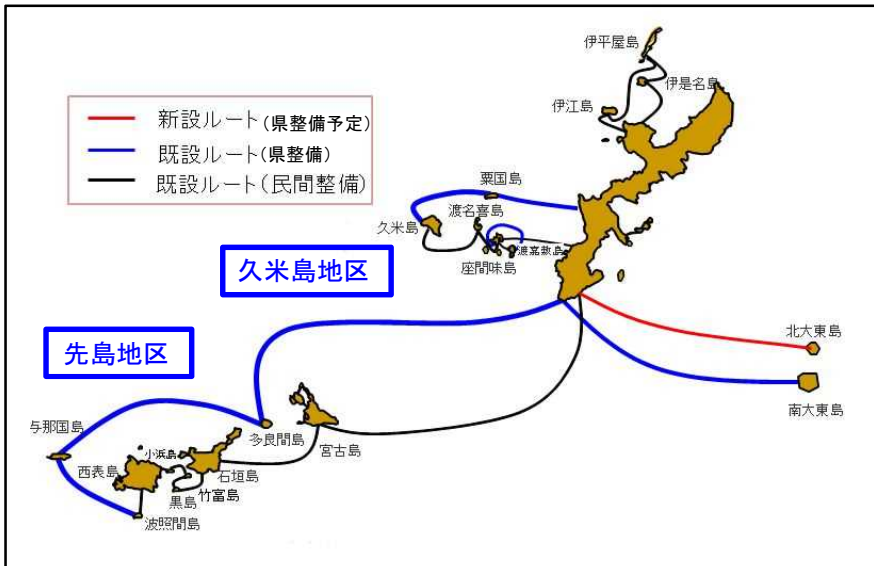 伊平屋島
伊是名島
伊江島
新設ルート(県整備予定)
既設ルート(県整備)
既設ルート(民間整備)
粟国島
渡名喜島
久米島
渡嘉敷島
座間味島
久米島地区
北大東島
先島地区
南大東島
与那国島
多良間島
宮古島
小浜島
西表島
石垣島
黒島
竹富島
波照間島